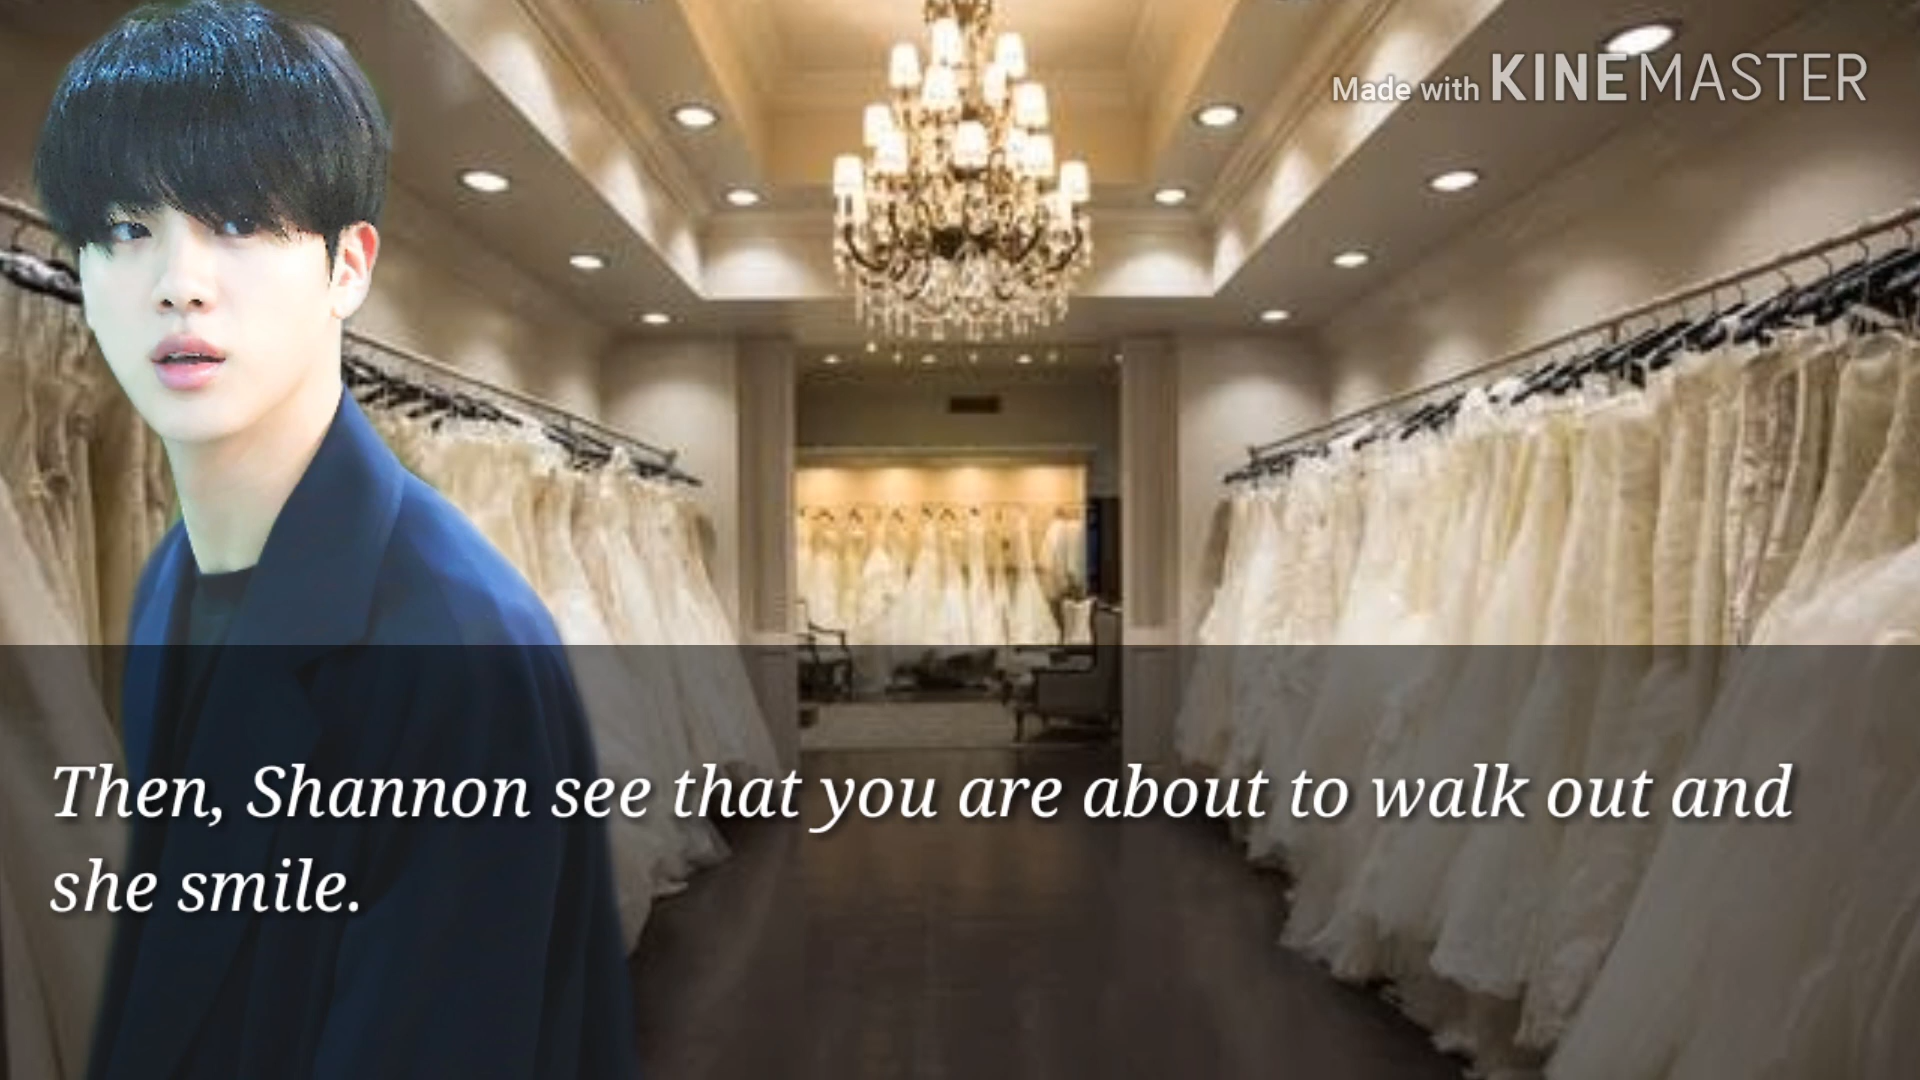 Made with KINEMASTER
Then, Shannon see that you are about to walk out and
she smile.